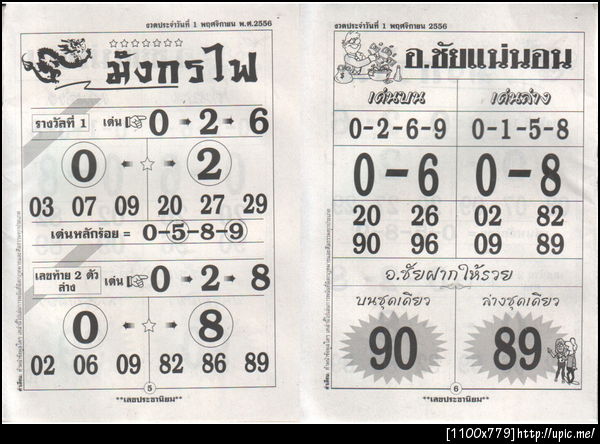 งวดประจำวันที่ 1 พฤศจิกายน พ.ศ.2556
มังกรไฟ
รางวัลที่ 1 เด่น 0 - 2 - 6
0 2
03 07 09 20 27 29
เด่นหลักร้อย = 0-5-8-9
เลขท้าย 2 ตัว
ล่าง
เด่น 0 - 2 - 8
0 8
02 06 09 82 86 89
5
**เลขประชานิยม**
งวดประจำวันที่ 1 พฤศจิกายน 2556
อ.ชัยแน่นอน
เด่นบน เด่นล่าง
0-2-6-9 0-1-5-8
0-6 0-8
20 26 02 82
90 96 09 89
อ.ชัยฝากให้รวย
บนชุดเดียว ล่างชุดเดียว
90 89
6
**เลขประชานิยม**
[1100x779]http://upic.me/